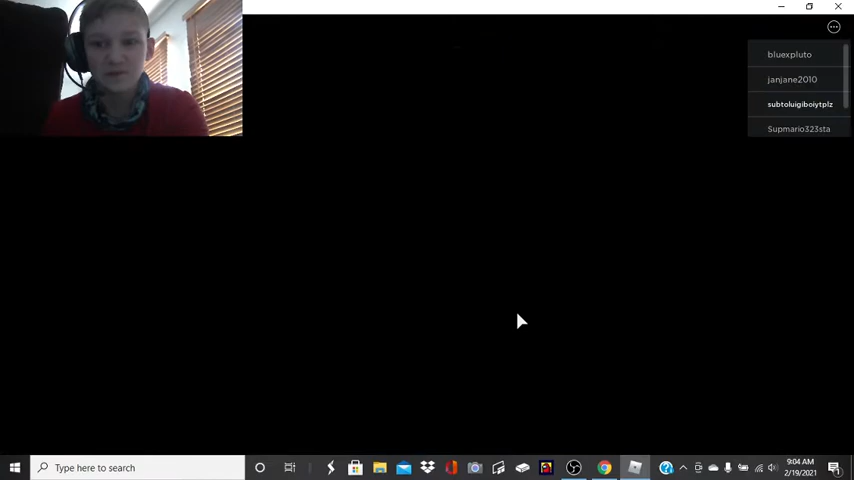 bluexpluto
janjane2010
subtoluigiboiytplz
Supmario323sta
Type here to search
9:04 AM
2/19/2021